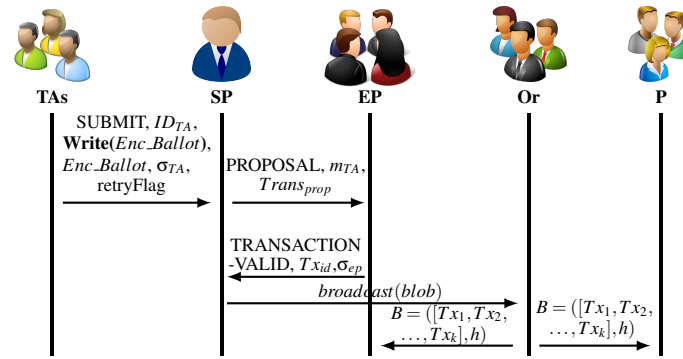 TAs SP EP Or P
SUBMIT, ID_TA,
Write(Enc_Ballot),
Enc_Ballot, σ_TA,
retryFlag
PROPOSAL, m_TA,
Trans_prop
TRANSACTION
-VALID, Tx_id,σ_ep
broadcast(blob)
B = ([Tx_1,Tx_2,
...,Tx_k],h)
B = ([Tx_1,Tx_2,
...,Tx_k],h)